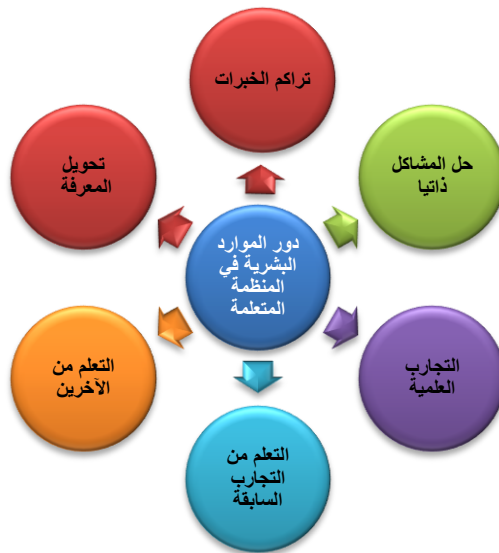 تراكم الخبرات
حل المشاكل
ذاتيا
تحويل
المعرفة
دور الموارد
البشرية في
المنظمة
المتعلمة
التجارب
العلمية
التعلم من
الآخرين
التعلم من
التجارب
السابقة